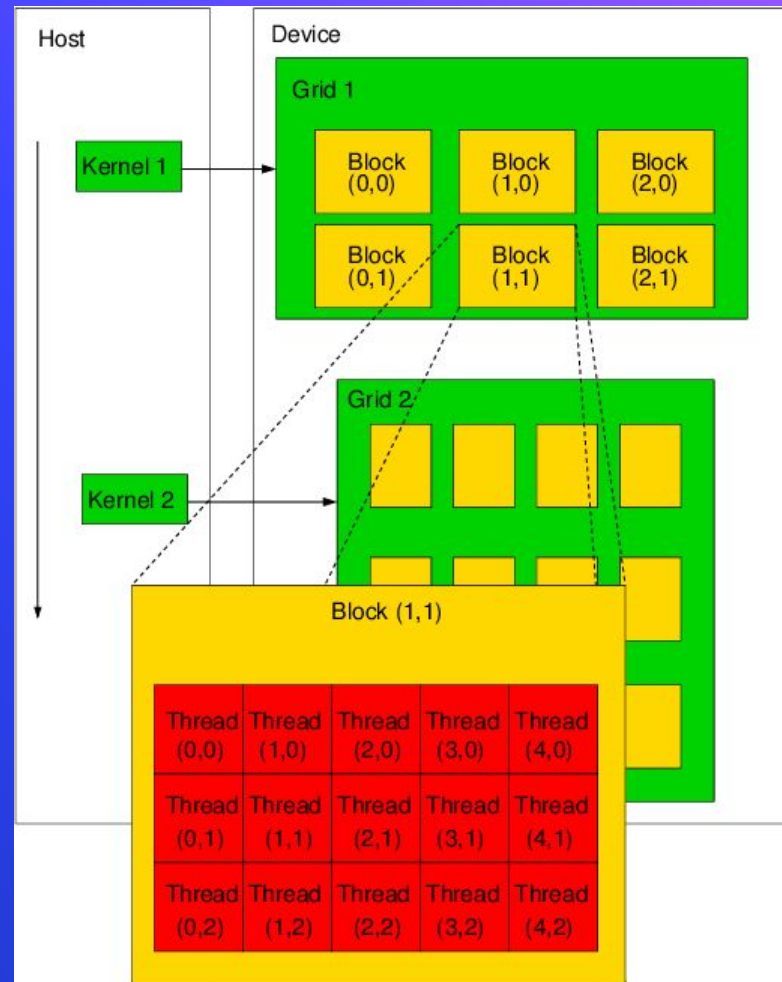 Host
Device
Grid 1
Kernel 1
Block
(0,0)
Block
(1,0)
Block
(2,0)
Block
(0,1)
Block
(1,1)
Block
(2,1)
Grid 2
Kernel 2
Block (1,1)
Thread
(0,0)
Thread
(1,0)
Thread
(2,0)
Thread
(3,0)
Thread
(4,0)
Thread
(0,1)
Thread
(1,1)
Thread
(2,1)
Thread
(3,1)
Thread
(4,1)
Thread
(0,2)
Thread
(1,2)
Thread
(2,2)
Thread
(3,2)
Thread
(4,2)